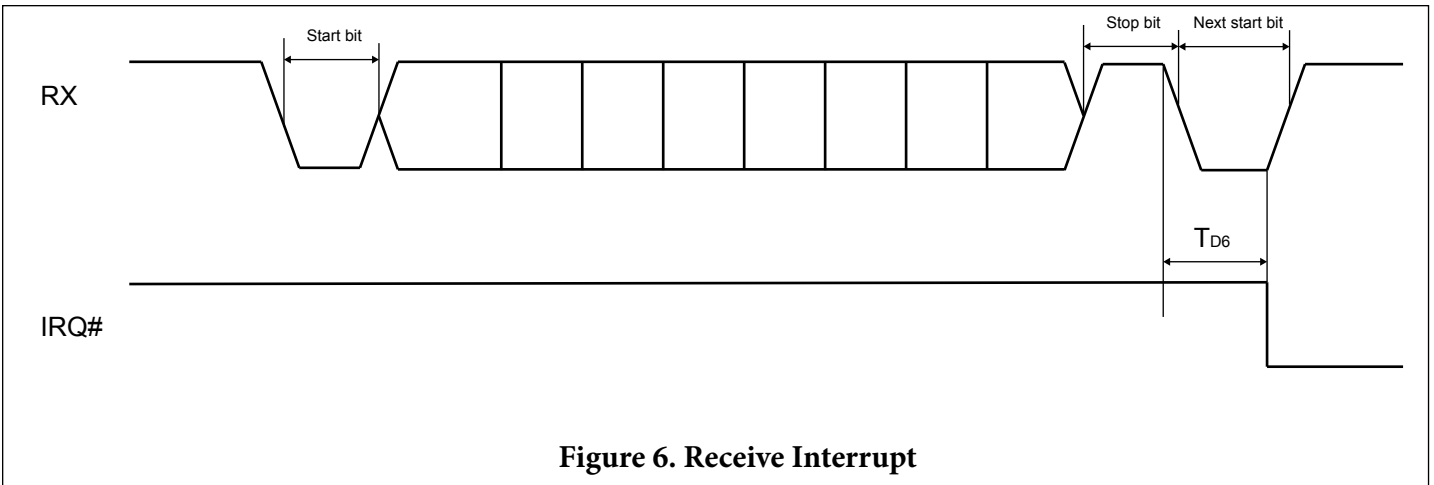 Start bit
Stop bit
Next start bit
RX
TD6
IRQ#
Figure 6. Receive Interrupt